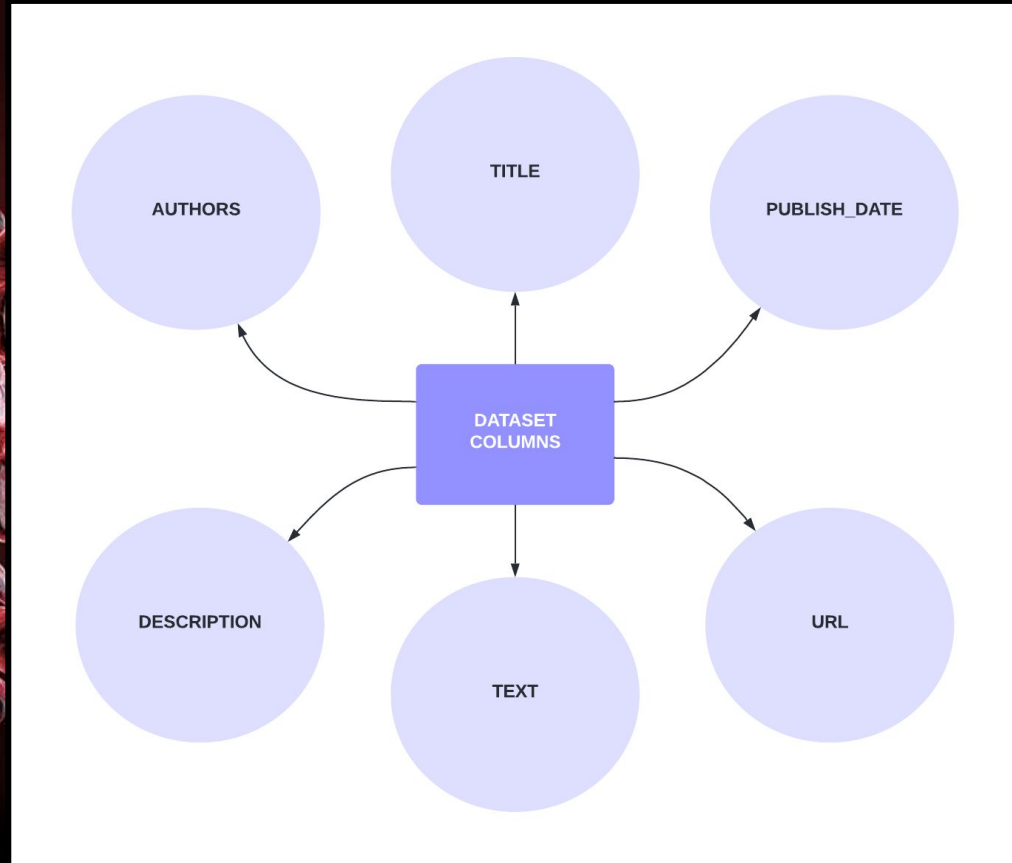 TITLE
AUTHORS
PUBLISH_DATE
DATASET
COLUMNS
DESCRIPTION
URL
TEXT